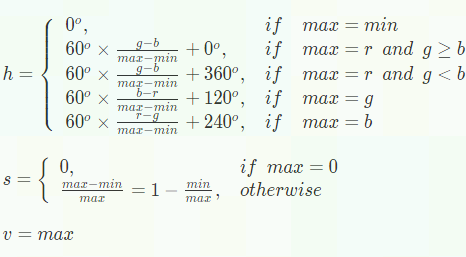 h = { 0°, if max = min
60° × (g−b)/(max−min) + 0°, if max = r and g ≥ b
60° × (g−b)/(max−min) + 360°, if max = r and g < b
60° × (b−r)/(max−min) + 120°, if max = g
60° × (r−g)/(max−min) + 240°, if max = b
s = { 0, if max = 0
(max−min)/max = 1 − min/max, otherwise
v = max